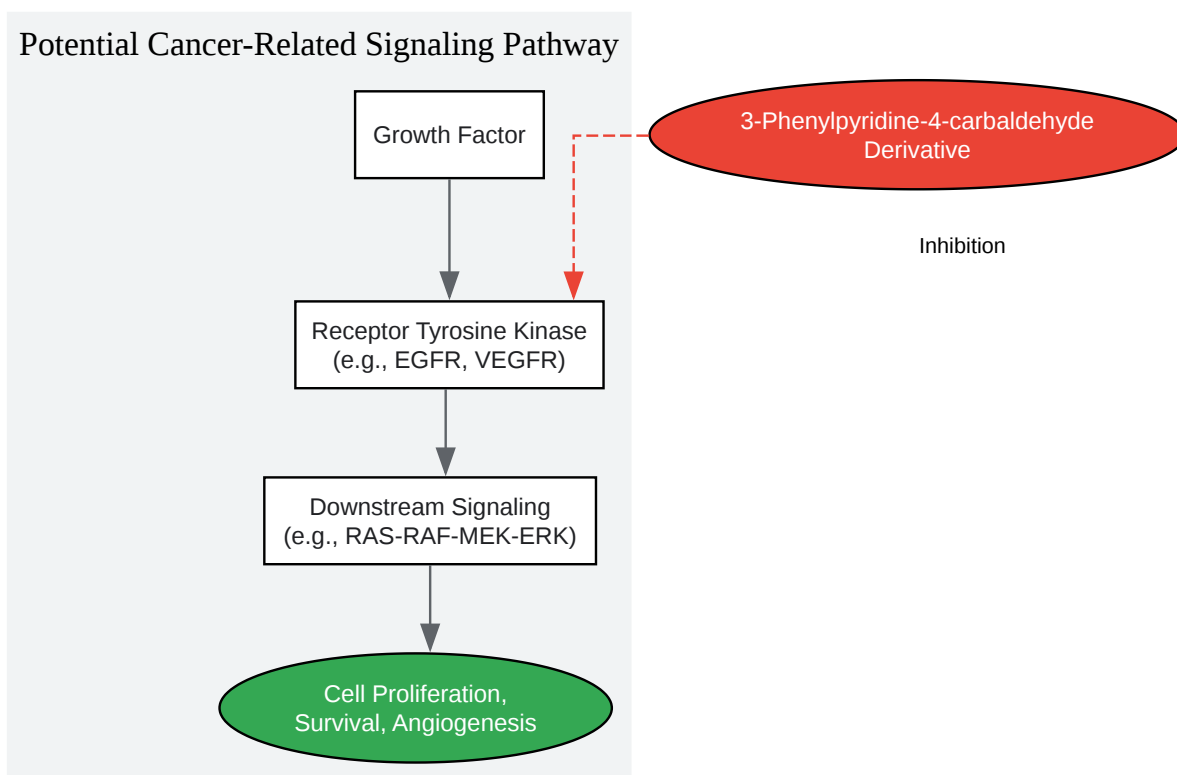 Potential Cancer-Related Signaling Pathway
Growth Factor
3-Phenylpyridine-4-carbaldehyde
Derivative
Inhibition
Receptor Tyrosine Kinase
(e.g., EGFR, VEGFR)
Downstream Signaling
(e.g., RAS-RAF-MEK-ERK)
Cell Proliferation,
Survival, Angiogenesis